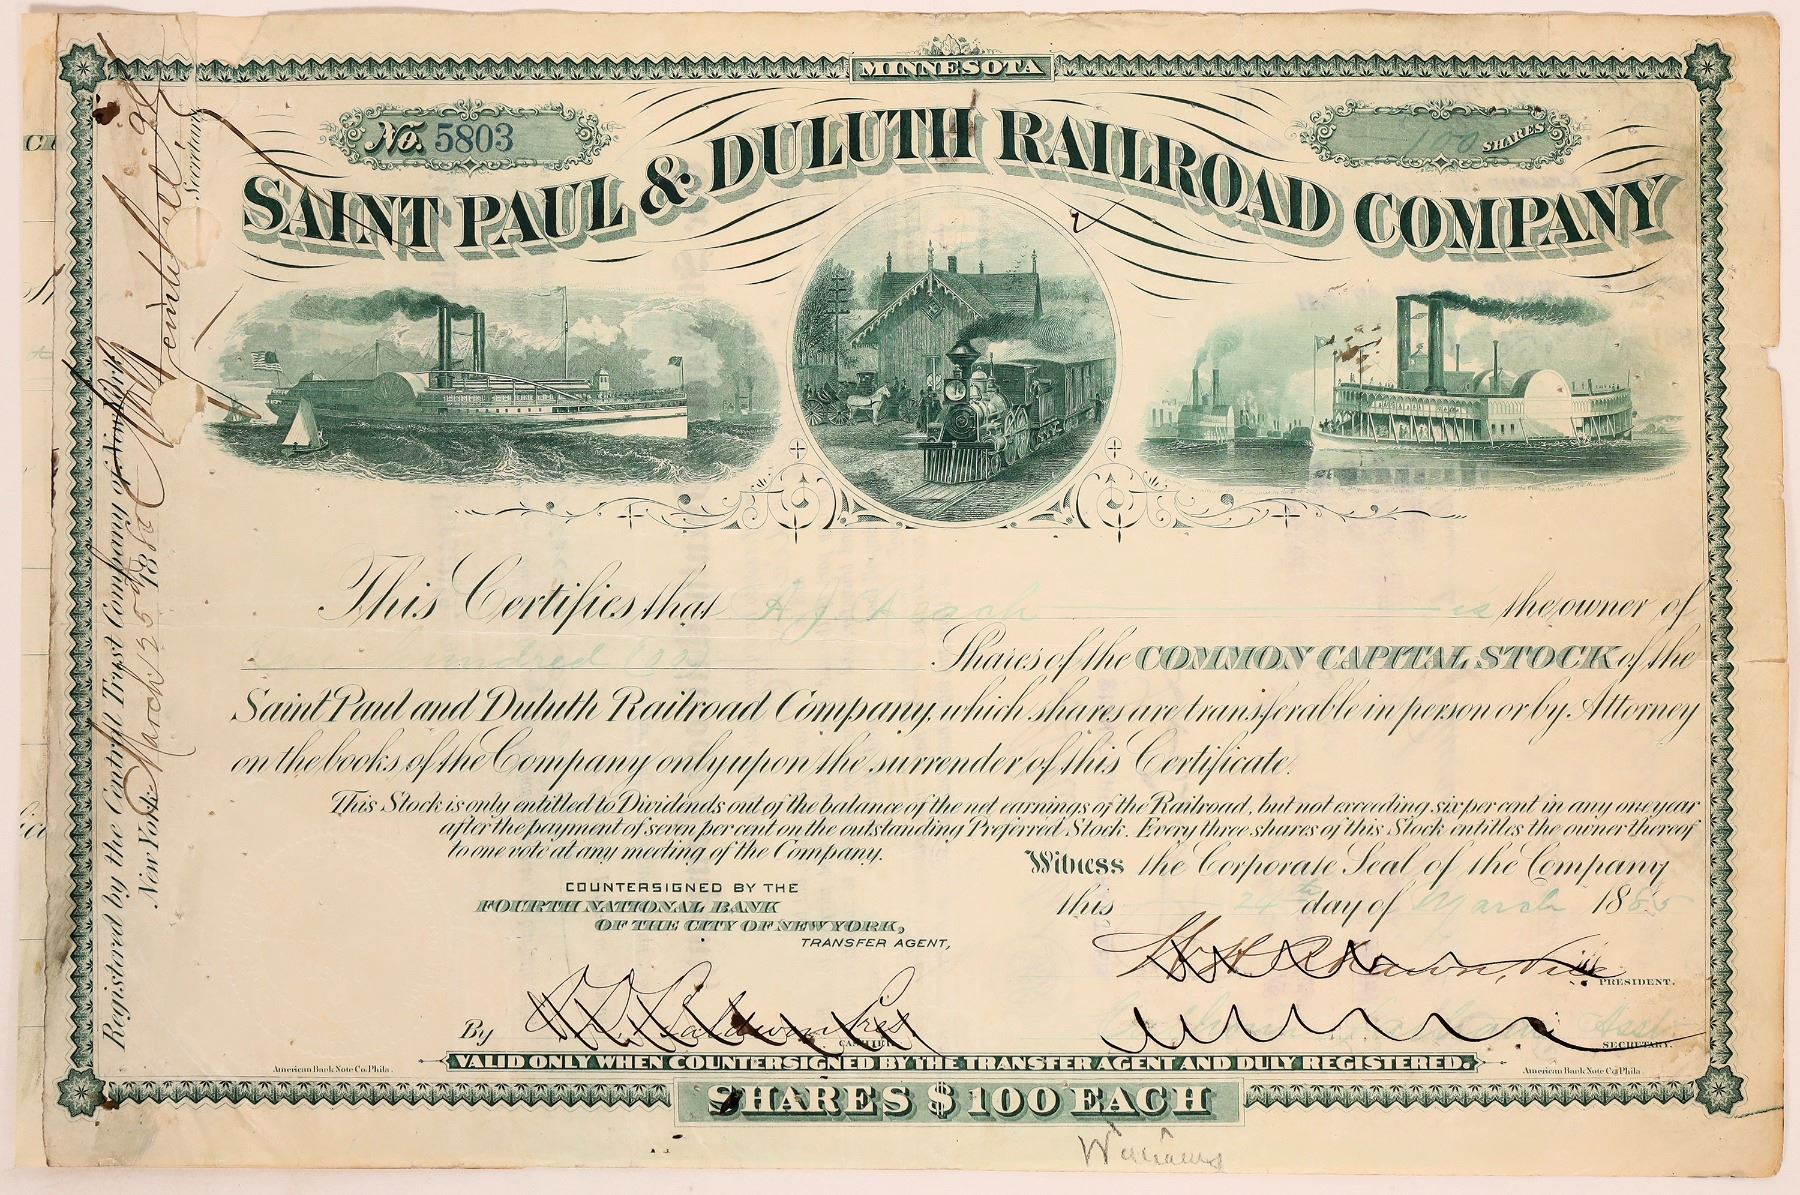 MINNESOTA
No. 5803
100 SHARES
SAINT PAUL & DULUTH RAILROAD COMPANY
This Certifies that A J is the owner of
hundred (100) Shares of the COMMON CAPITAL STOCK of the
Saint Paul and Duluth Railroad Company, which shares are transferable in person or by Attorney
on the books of the Company only upon the surrender of this Certificate.
This Stock is only entitled to Dividends out of the balance of the net earnings of the Railroad, but not exceeding six per cent in any one year
after the payment of seven per cent on the outstanding Preferred Stock. Every three shares of this Stock entitles the owner thereof
to one vote at any meeting of the Company.
Witness the Corporate Seal of the Company
this 24th day of March 188
COUNTERSIGNED BY THE
FOURTH NATIONAL BANK
OF THE CITY OF NEW YORK,
TRANSFER AGENT,
PRESIDENT.
By Baldwin Pres
CASHIER.
Asst
SECRETARY.
VALID ONLY WHEN COUNTERSIGNED BY THE TRANSFER AGENT AND DULY REGISTERED.
American Bank Note Co. Phila.
American Bank Note Co. Phila.
SHARES $100 EACH
Williams
Registered by the Central Trust Company of New York
New York March 25th 188
Secretary